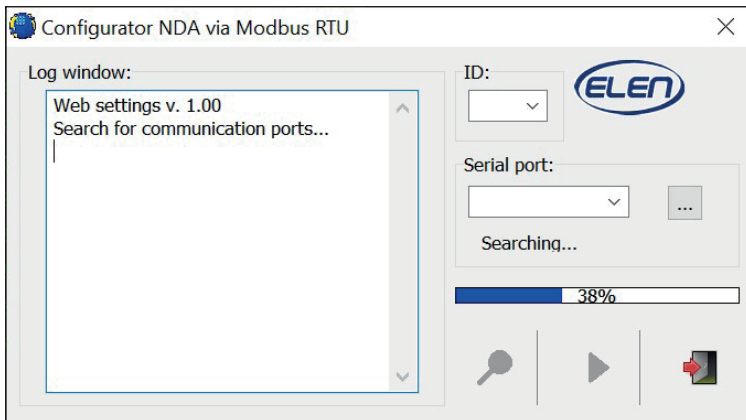 Configurator NDA via Modbus RTU
Log window:
Web settings v. 1.00
Search for communication ports...
ID:
ELEN
Serial port:
...
Searching...
38%